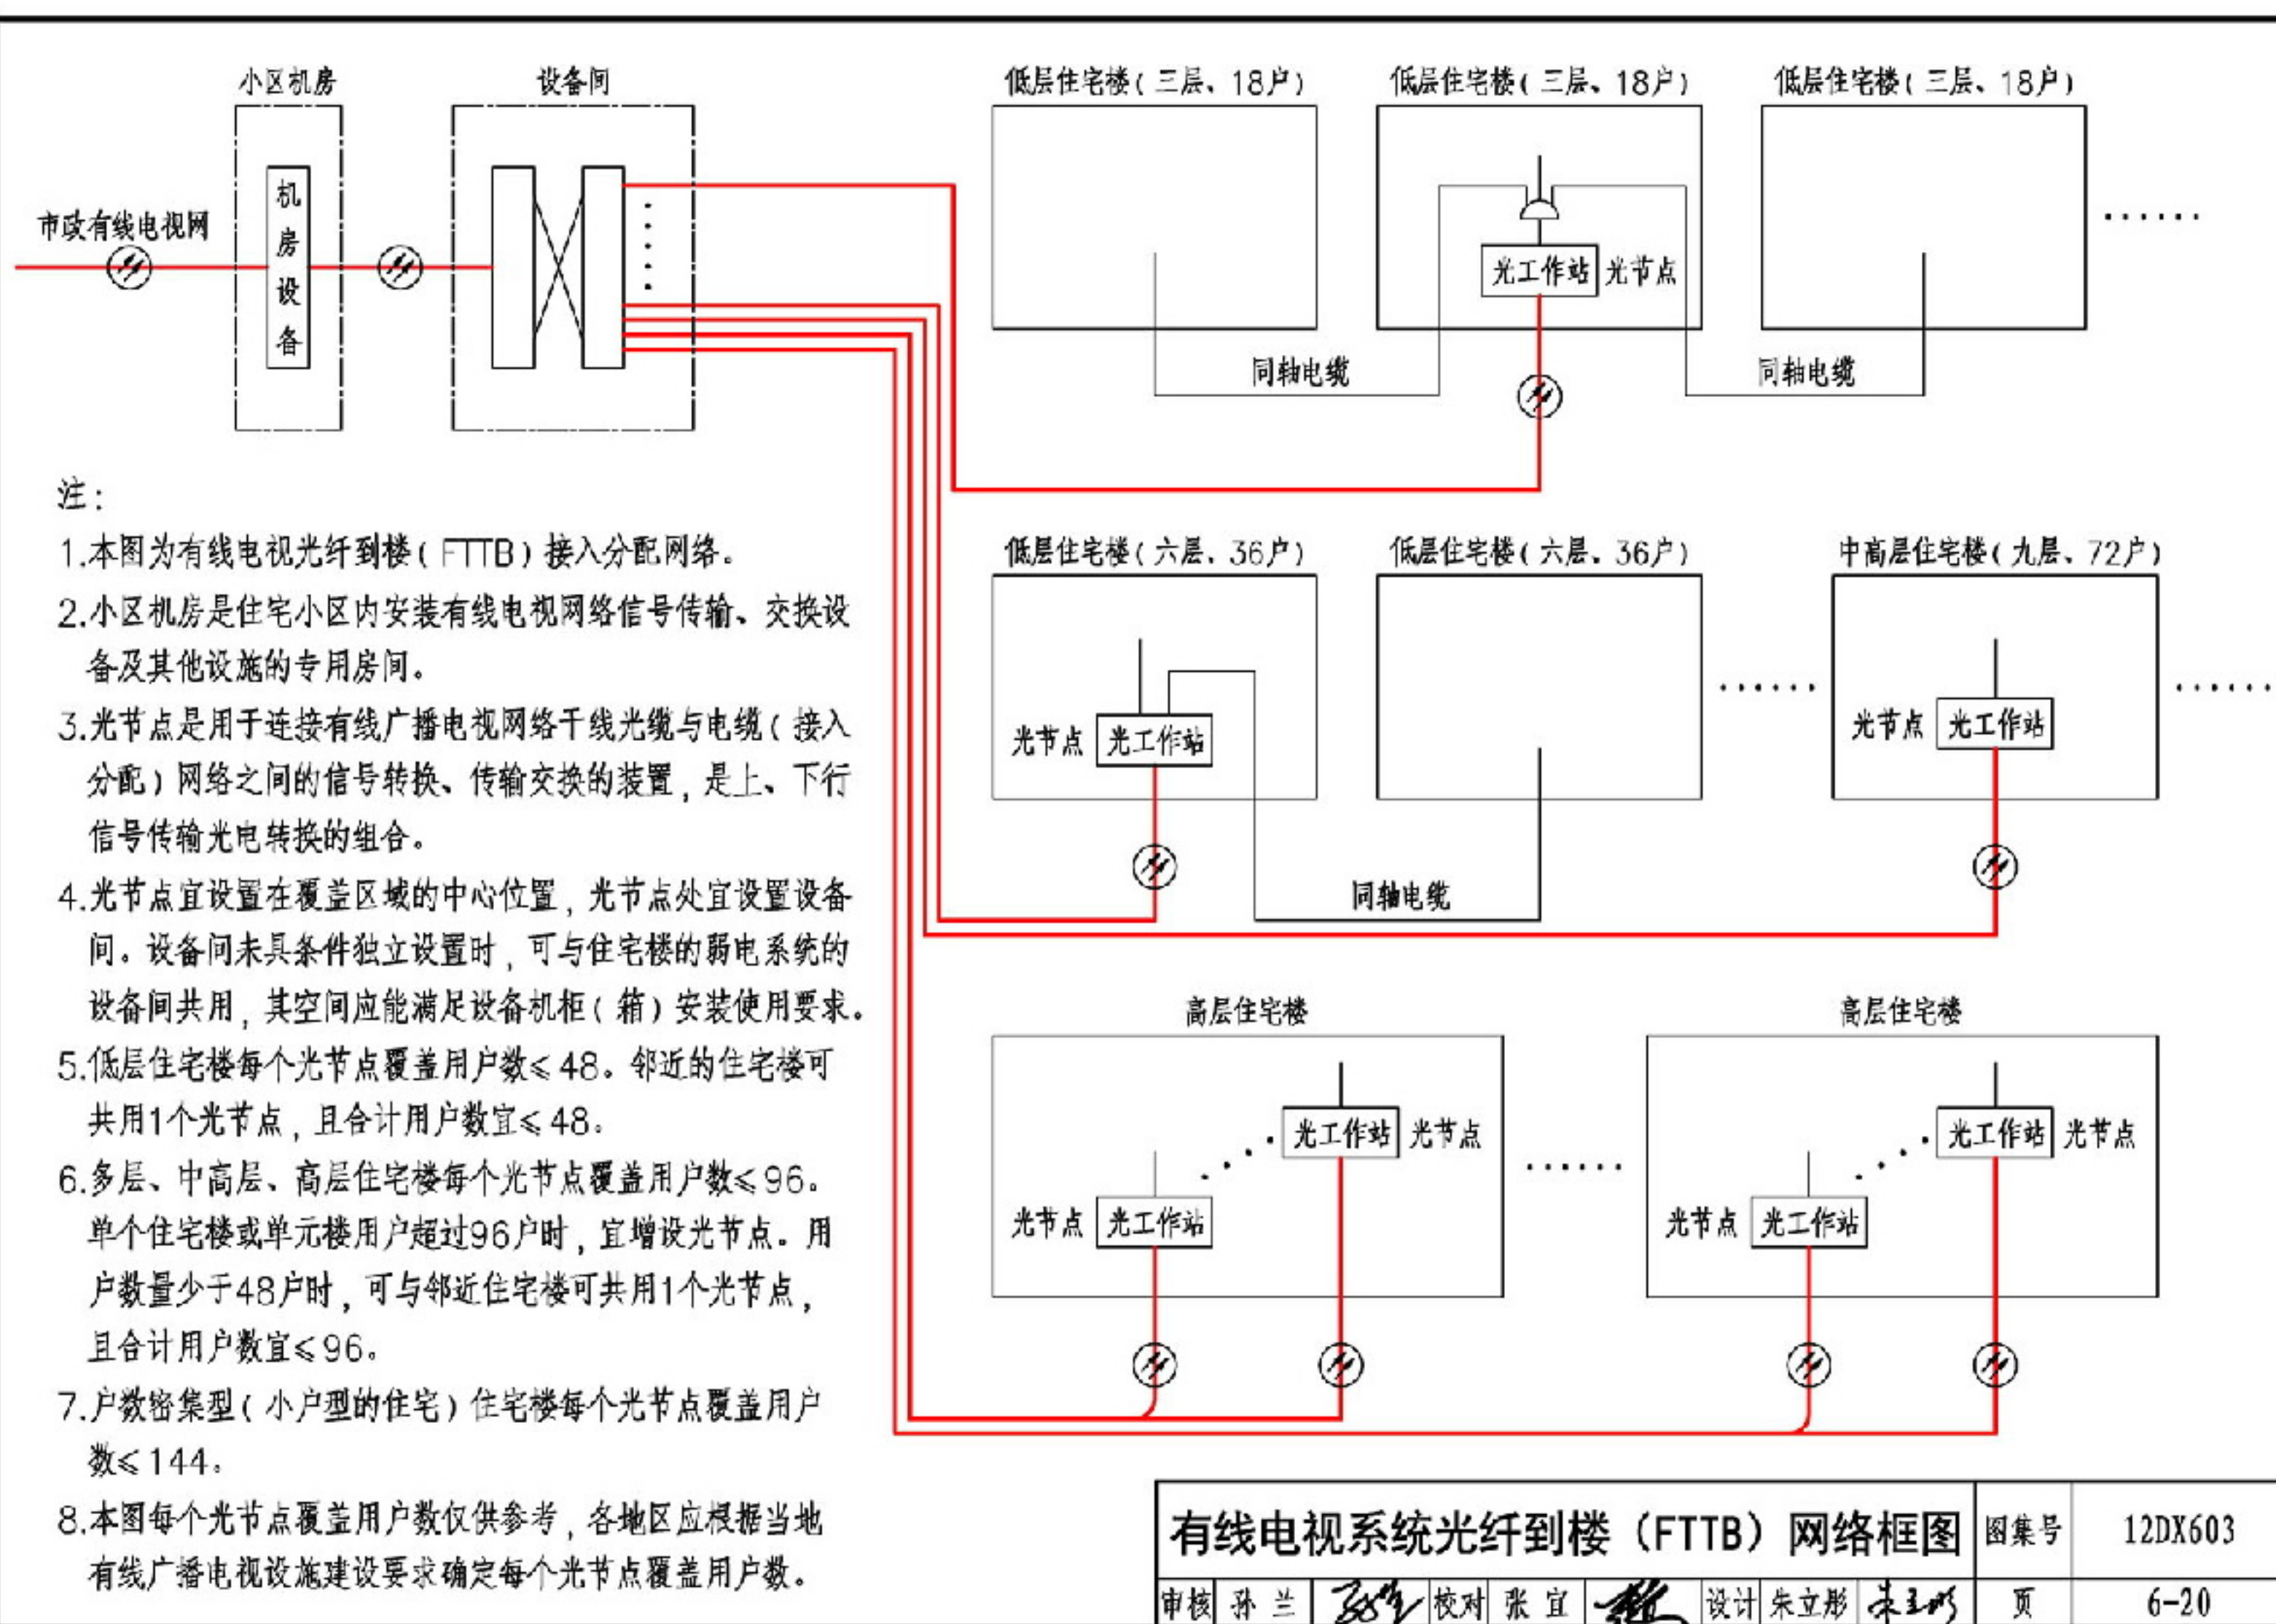 小区机房
设备间
低层住宅楼(三层、18户)
低层住宅楼(三层、18户)
低层住宅楼(三层、18户)
市政有线电视网
机房设备
光工作站 光节点
同轴电缆
同轴电缆
注:
1.本图为有线电视光纤到楼(FTTB)接入分配网络。
2.小区机房是住宅小区内安装有线电视网络信号传输、交换设
备及其他设施的专用房间。
3.光节点是用于连接有线广播电视网络干线光缆与电缆(接入
分配)网络之间的信号转换、传输交换的装置,是上、下行
信号传输光电转换的组合。
4.光节点宜设置在覆盖区域的中心位置,光节点处宜设置设备
间。设备间未具条件独立设置时,可与住宅楼的弱电系统的
设备间共用,其空间应能满足设备机柜(箱)安装使用要求。
5.低层住宅楼每个光节点覆盖用户数≤48。邻近的住宅楼可
共用1个光节点,且合计用户数宜≤48。
6.多层、中高层、高层住宅楼每个光节点覆盖用户数≤96。
单个住宅楼或单元楼用户超过96户时,宜增设光节点。用
户数量少于48户时,可与邻近住宅楼可共用1个光节点,
且合计用户数宜≤96。
7.户数密集型(小户型的住宅)住宅楼每个光节点覆盖用户
数≤144。
8.本图每个光节点覆盖用户数仅供参考,各地区应根据当地
有线广播电视设施建设要求确定每个光节点覆盖用户数。
低层住宅楼(六层、36户)
低层住宅楼(六层、36户)
中高层住宅楼(九层、72户)
光节点 光工作站
光节点 光工作站
同轴电缆
高层住宅楼
高层住宅楼
光工作站 光节点
光工作站 光节点
光节点 光工作站
光节点 光工作站
有线电视系统光纤到楼(FTTB)网络框图 图集号 12DX603
审核 孙兰 校对 张宜 设计 朱立彤 朱立彤 页 6-20